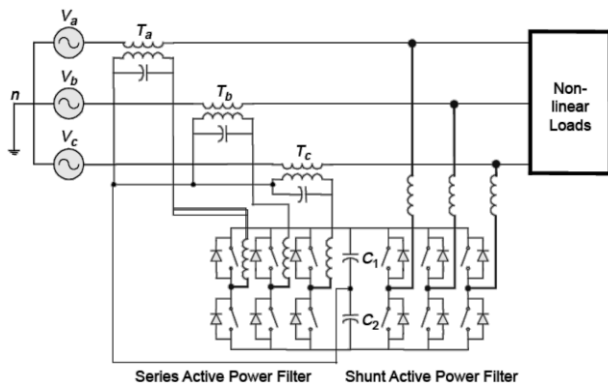 Va
Ta
Vb
Tb
n
Vc
Tc
Non-
linear
Loads
C1
C2
Series Active Power Filter
Shunt Active Power Filter